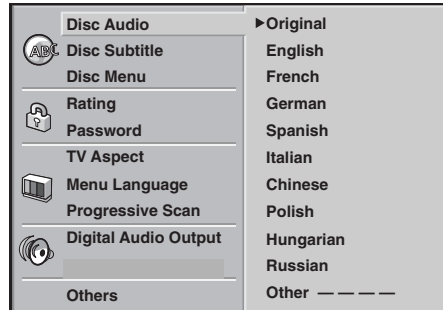 Disc Audio
ABC Disc Subtitle
Disc Menu
Rating
Password
TV Aspect
Menu Language
Progressive Scan
Digital Audio Output
Others
▶Original
English
French
German
Spanish
Italian
Chinese
Polish
Hungarian
Russian
Other — — — —